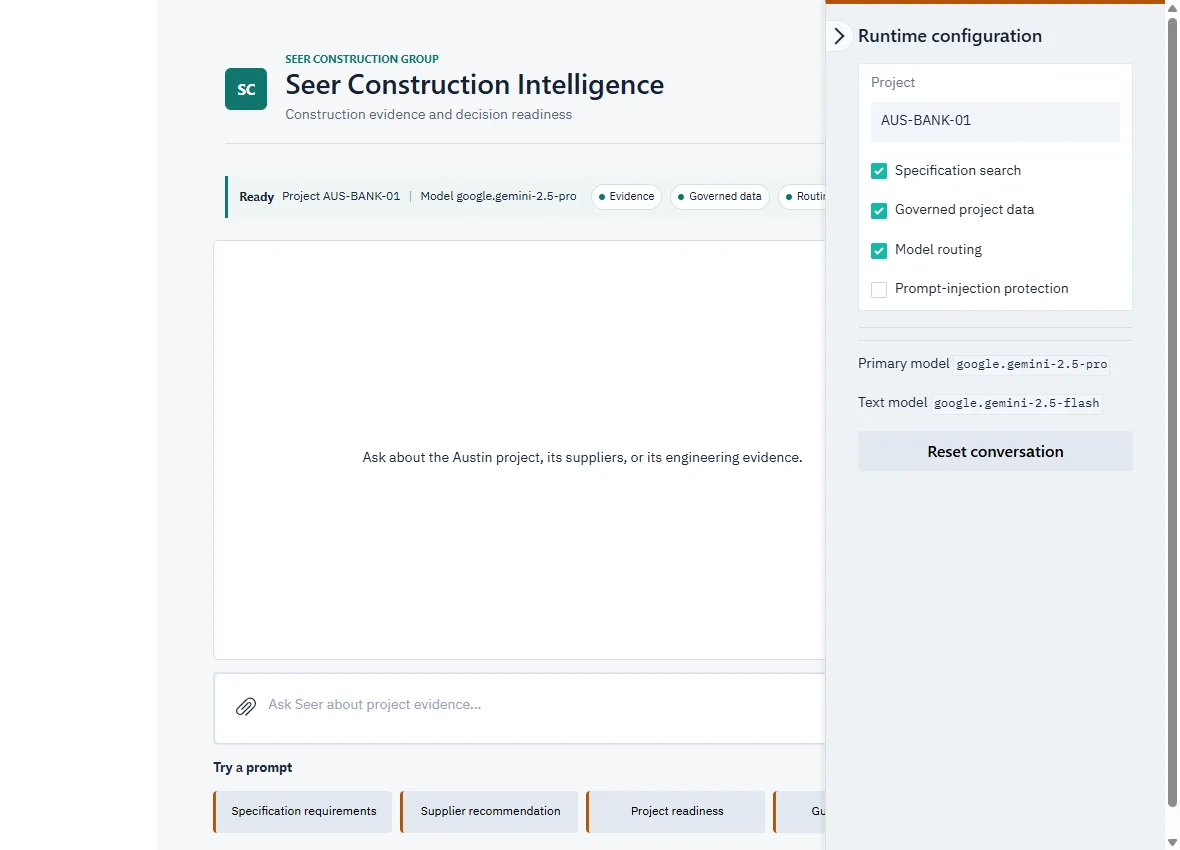 SC
SEER CONSTRUCTION GROUP
Seer Construction Intelligence
Construction evidence and decision readiness
Ready Project AUS-BANK-01 | Model google.gemini-2.5-pro Evidence Governed data Routin
Ask about the Austin project, its suppliers, or its engineering evidence.
Ask Seer about project evidence...
Try a prompt
Specification requirements Supplier recommendation Project readiness Gu
Runtime configuration
Project
AUS-BANK-01
Specification search
Governed project data
Model routing
Prompt-injection protection
Primary model google.gemini-2.5-pro
Text model google.gemini-2.5-flash
Reset conversation